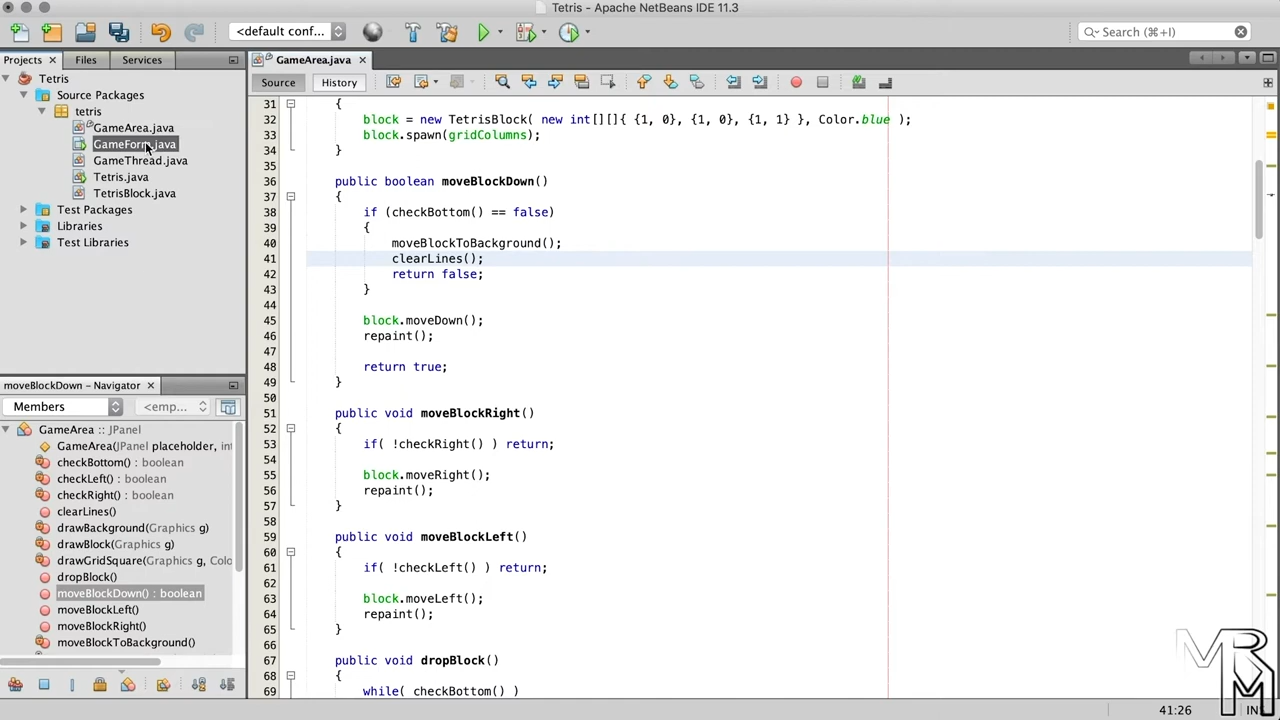 Tetris - Apache NetBeans IDE 11.3
<default conf...
Search (⌘+I)
Projects
Files
Services
GameArea.java
Tetris
Source Packages
tetris
GameArea.java
GameForm.java
GameThread.java
Tetris.java
TetrisBlock.java
Test Packages
Libraries
Test Libraries
moveBlockDown - Navigator
Members
<emp...
GameArea :: JPanel
GameArea(JPanel placeholder, int
checkBottom() : boolean
checkLeft() : boolean
checkRight() : boolean
clearLines()
drawBackground(Graphics g)
drawBlock(Graphics g)
drawGridSquare(Graphics g, Colo
dropBlock()
moveBlockDown() : boolean
moveBlockLeft()
moveBlockRight()
moveBlockToBackground()
Source
History
31 {
32 block = new TetrisBlock( new int[][]{ {1, 0}, {1, 0}, {1, 1} }, Color.blue );
33 block.spawn(gridColumns);
34 }
35
36 public boolean moveBlockDown()
37 {
38 if (checkBottom() == false)
39 {
40 moveBlockToBackground();
41 clearLines();
42 return false;
43 }
44
45 block.moveDown();
46 repaint();
47
48 return true;
49 }
50
51 public void moveBlockRight()
52 {
53 if( !checkRight() ) return;
54
55 block.moveRight();
56 repaint();
57 }
58
59 public void moveBlockLeft()
60 {
61 if( !checkLeft() ) return;
62
63 block.moveLeft();
64 repaint();
65 }
66
67 public void dropBlock()
68 {
69 while( checkBottom() )
41:26